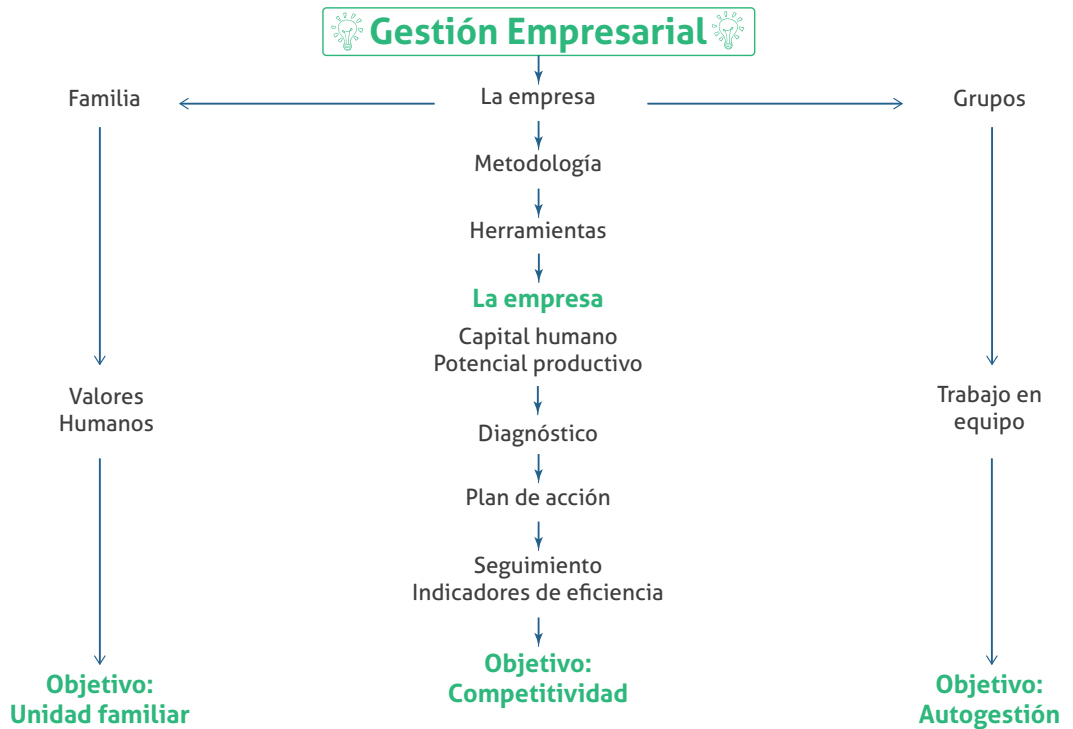 Gestión Empresarial
Familia
La empresa
Grupos
Metodología
Herramientas
La empresa
Capital humano
Potencial productivo
Valores
Humanos
Trabajo en
equipo
Diagnóstico
Plan de acción
Seguimiento
Indicadores de eficiencia
Objetivo:
Unidad familiar
Objetivo:
Competitividad
Objetivo:
Autogestión